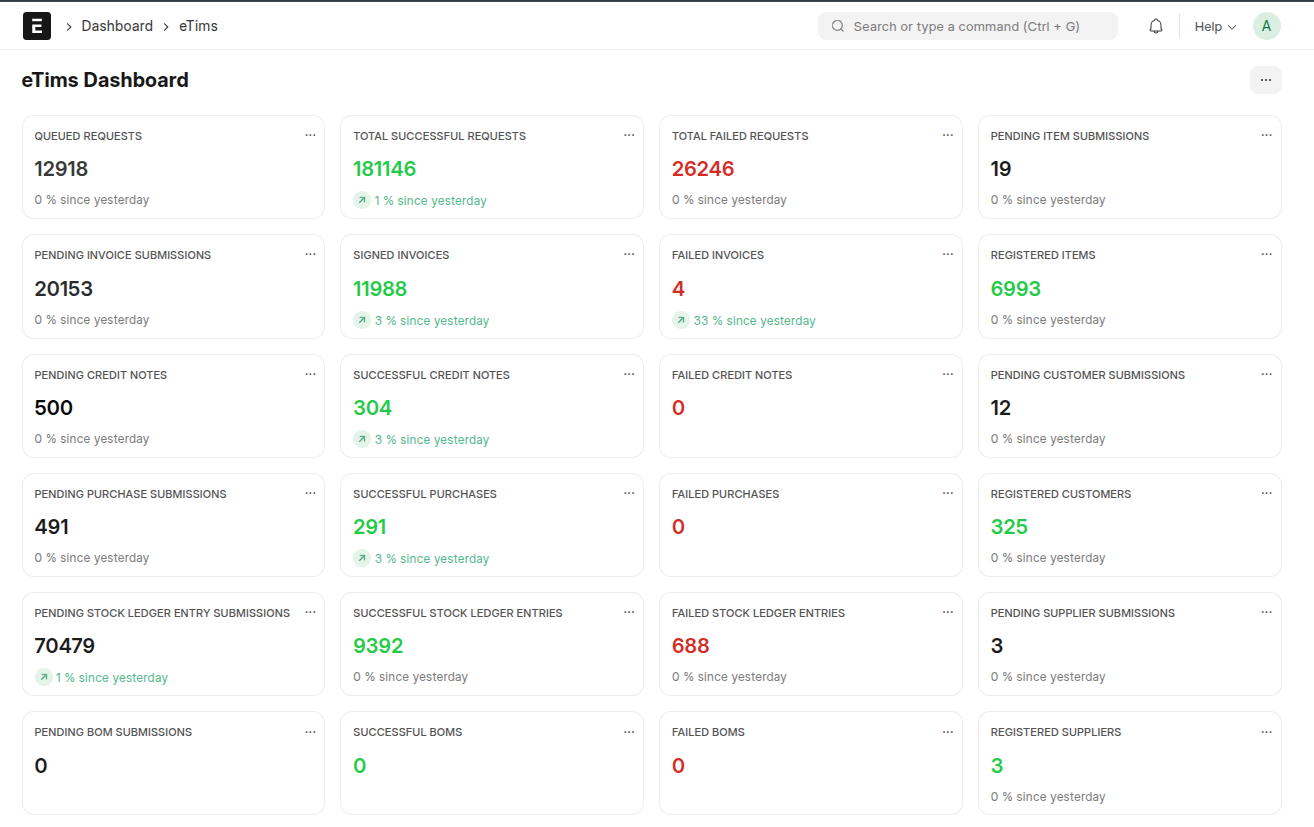 E Dashboard eTims Search or type a command (Ctrl + G) Help A
eTims Dashboard ...
QUEUED REQUESTS ... TOTAL SUCCESSFUL REQUESTS ... TOTAL FAILED REQUESTS ... PENDING ITEM SUBMISSIONS ...
12918 181146 26246 19
0 % since yesterday 1 % since yesterday 0 % since yesterday 0 % since yesterday
PENDING INVOICE SUBMISSIONS ... SIGNED INVOICES ... FAILED INVOICES ... REGISTERED ITEMS ...
20153 11988 4 6993
0 % since yesterday 3 % since yesterday 33 % since yesterday 0 % since yesterday
PENDING CREDIT NOTES ... SUCCESSFUL CREDIT NOTES ... FAILED CREDIT NOTES ... PENDING CUSTOMER SUBMISSIONS ...
500 304 0 12
0 % since yesterday 3 % since yesterday 0 % since yesterday
PENDING PURCHASE SUBMISSIONS ... SUCCESSFUL PURCHASES ... FAILED PURCHASES ... REGISTERED CUSTOMERS ...
491 291 0 325
0 % since yesterday 3 % since yesterday 0 % since yesterday
PENDING STOCK LEDGER ENTRY SUBMISSIONS ... SUCCESSFUL STOCK LEDGER ENTRIES ... FAILED STOCK LEDGER ENTRIES ... PENDING SUPPLIER SUBMISSIONS ...
70479 9392 688 3
1 % since yesterday 0 % since yesterday 0 % since yesterday 0 % since yesterday
PENDING BOM SUBMISSIONS ... SUCCESSFUL BOMS ... FAILED BOMS ... REGISTERED SUPPLIERS ...
0 0 0 3
0 % since yesterday